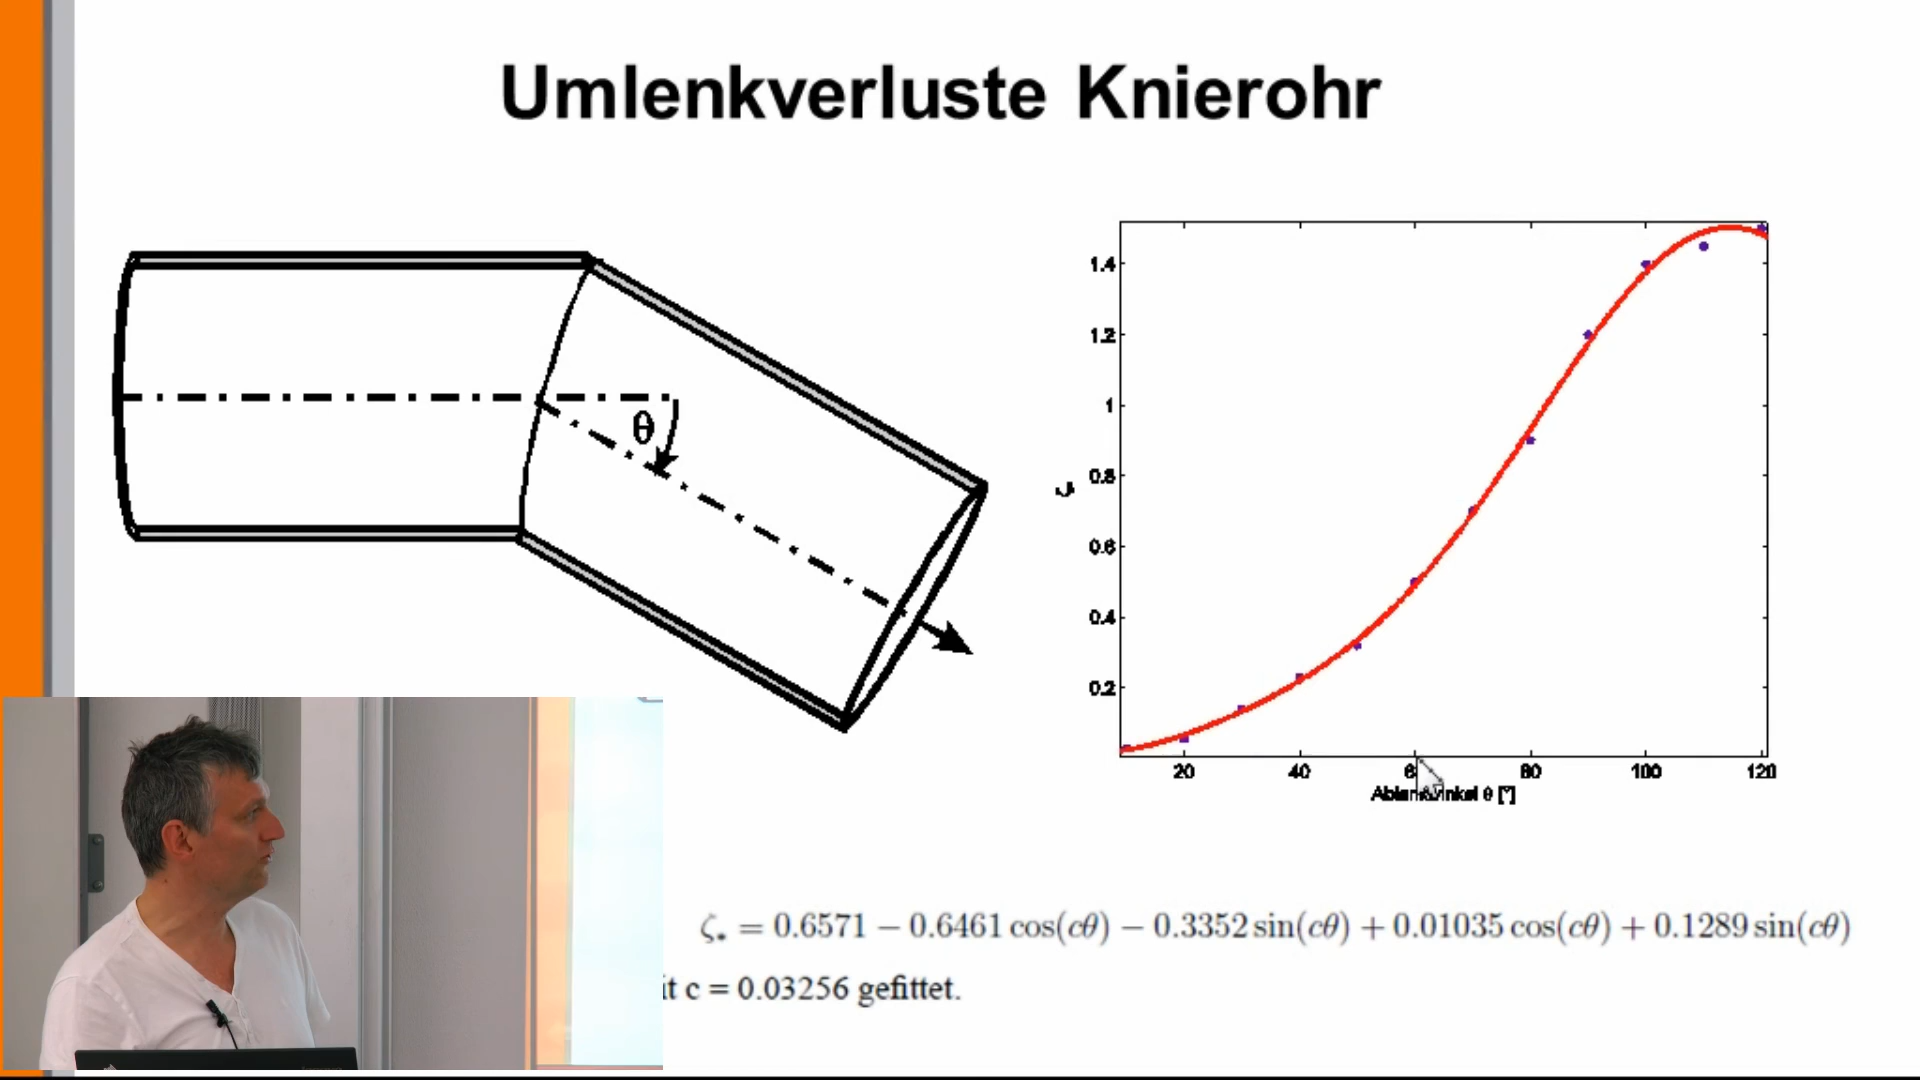 Umlenkverluste Knierohr
θ
1.4
1.2
1
0.8
ζ
0.6
0.4
0.2
20 40 80 100 120
θ [°]
ζ. = 0.6571 − 0.6461 cos(cθ) − 0.3352 sin(cθ) + 0.01035 cos(cθ) + 0.1289 sin(cθ)
it c = 0.03256 gefittet.